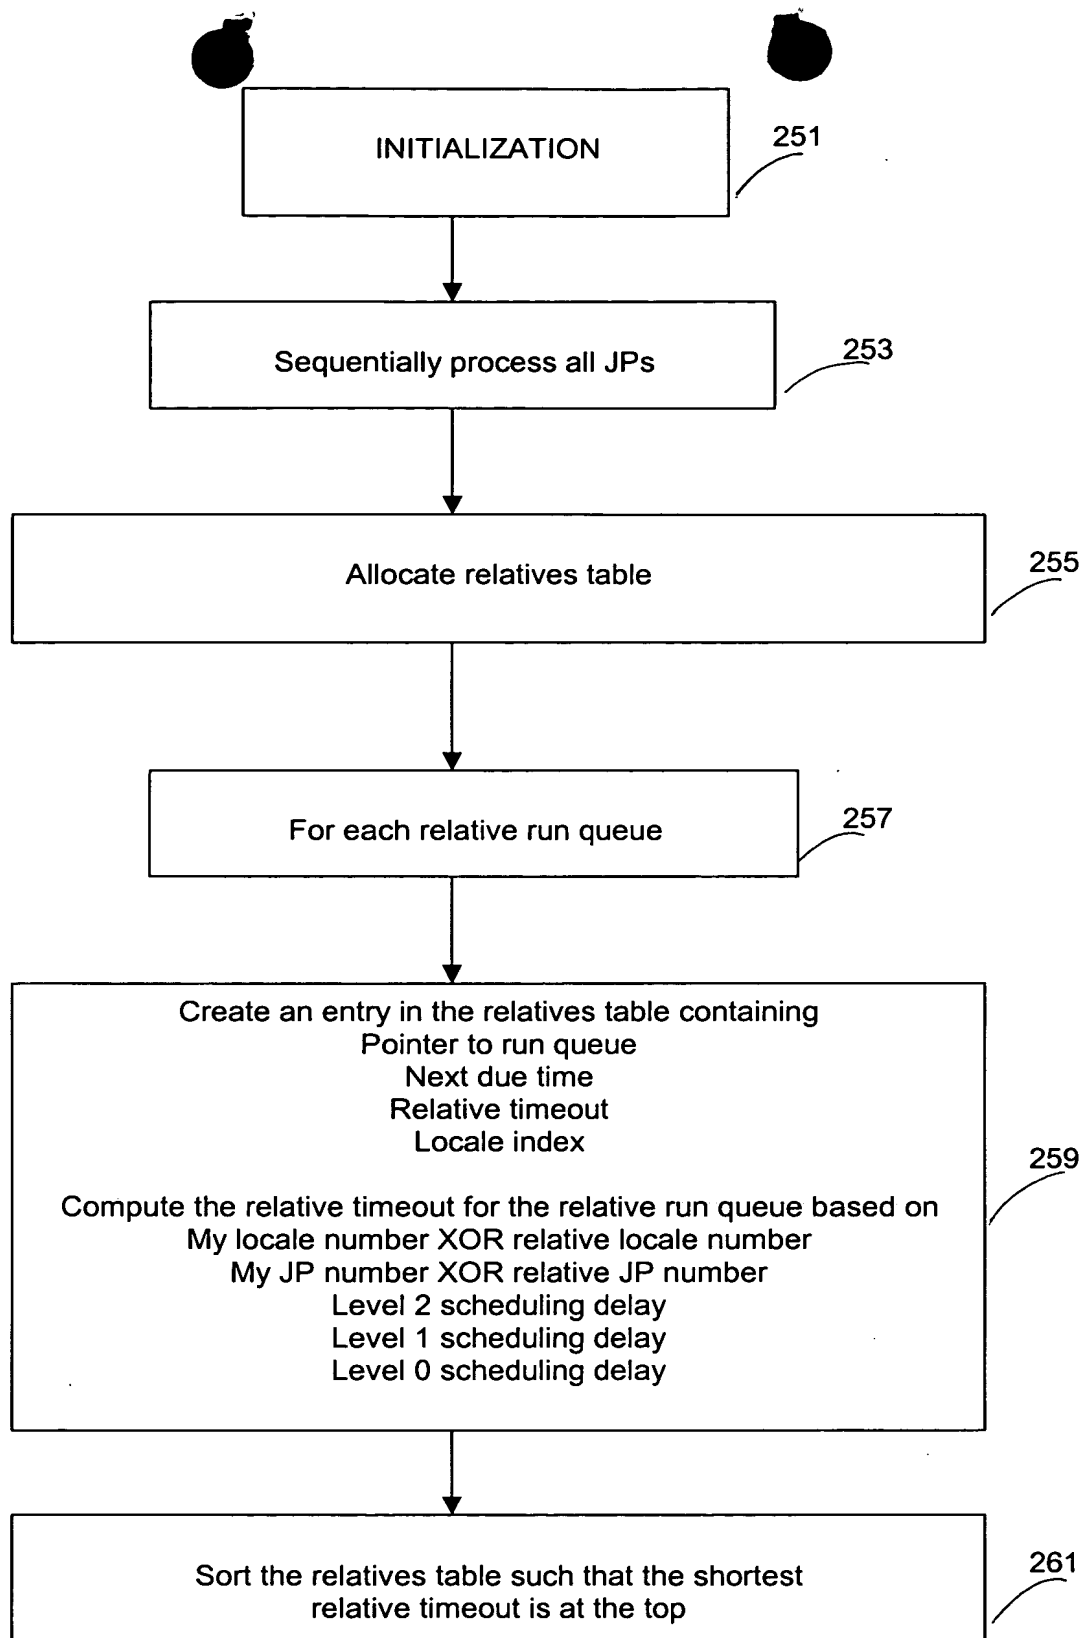 INITIALIZATION
251
Sequentially process all JPs
253
Allocate relatives table
255
For each relative run queue
257
Create an entry in the relatives table containing
Pointer to run queue
Next due time
Relative timeout
Locale index
259
Compute the relative timeout for the relative run queue based on
My locale number XOR relative locale number
My JP number XOR relative JP number
Level 2 scheduling delay
Level 1 scheduling delay
Level 0 scheduling delay
Sort the relatives table such that the shortest
relative timeout is at the top
261